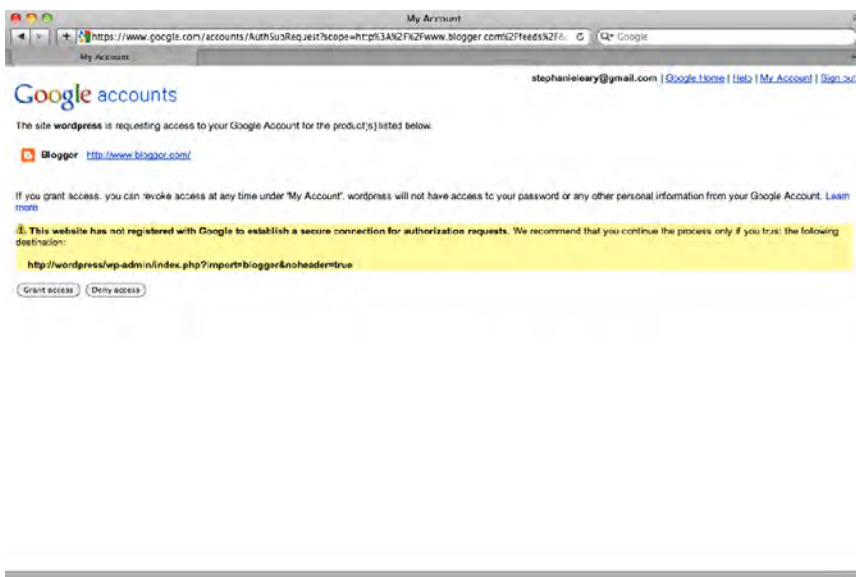 My Account
https://www.google.com/accounts/AuthSubRequest?scope=http%3A%2F%2Fwww.blogger.com%2Ffeeds%2F& Google
My Account
stephanieleary@gmail.com | Google Home | Help | My Account | Sign out
Google accounts
The site wordpress is requesting access to your Google Account for the product(s) listed below.
Blogger http://www.blogger.com/
If you grant access, you can revoke access at any time under 'My Account'. wordpress will not have access to your password or any other personal information from your Google Account. Learn
more
This website has not registered with Google to establish a secure connection for authorization requests. We recommend that you continue the process only if you trust the following
destination:
http://wordpress/wp-admin/index.php?import=blogger&noheader=true
Grant access Deny access